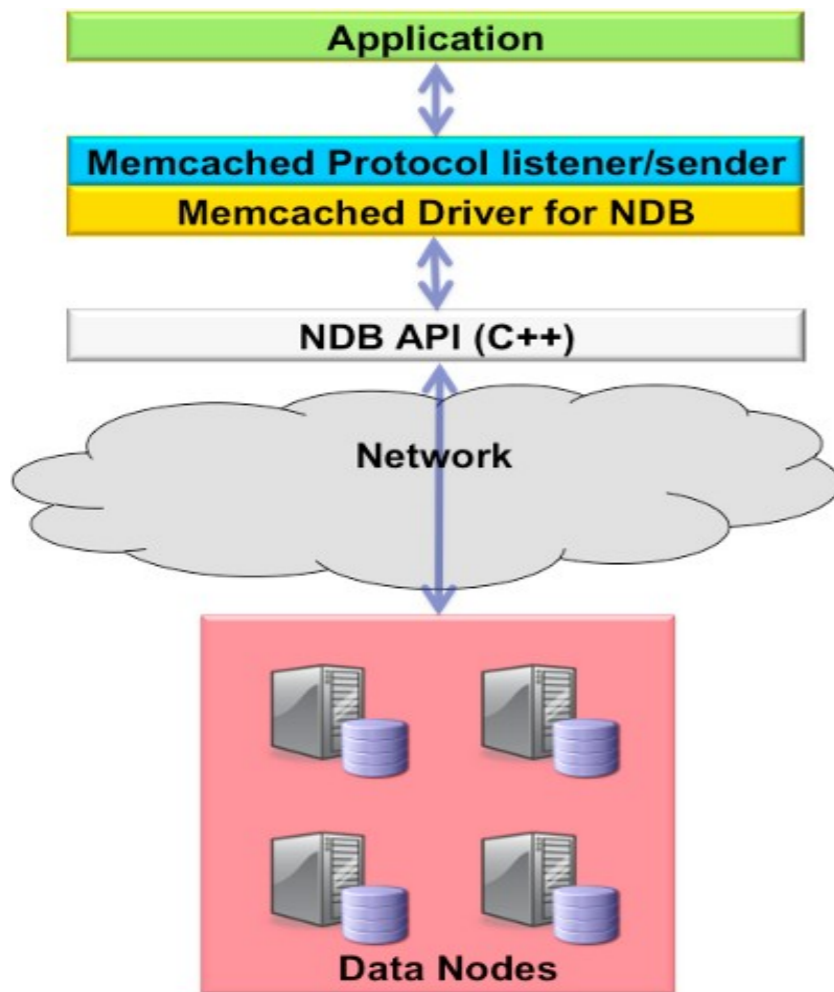 Application
Memcached Protocol listener/sender
Memcached Driver for NDB
NDB API (C++)
Network
Data Nodes